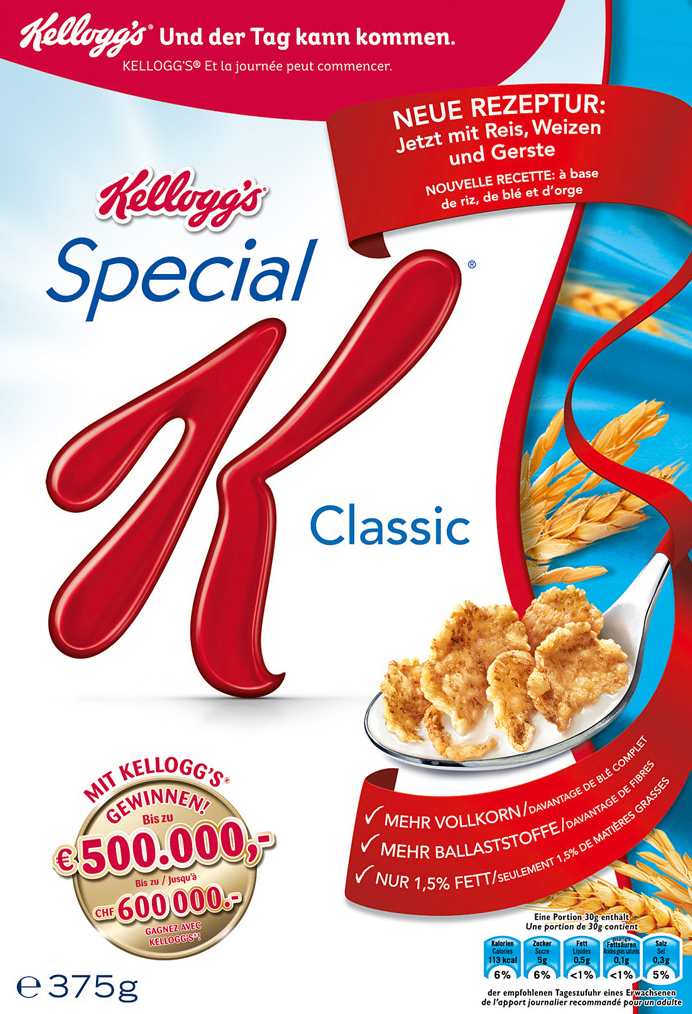 Kellogg's® Und der Tag kann kommen.
KELLOGG'S® Et la journée peut commencer.
NEUE REZEPTUR:
Jetzt mit Reis, Weizen
und Gerste
NOUVELLE RECETTE: à base
de riz, de blé et d'orge
Kellogg's®
Special
K®
Classic
MIT KELLOGG'S®
GEWINNEN!
Bis zu
€500.000,-
Bis zu / Jusqu'à
CHF 600 000.-
GAGNEZ AVEC
KELLOGG'S®!
✓ MEHR VOLLKORN/DAVANTAGE DE BLÉ COMPLET
✓ MEHR BALLASTSTOFFE/DAVANTAGE DE FIBRES
✓ NUR 1,5% FETT/SEULEMENT 1,5% DE MATIÈRES GRASSES
Eine Portion 30g enthält
Une portion de 30g contient
Kalorien Zucker Fett Fettsäuren Salz
Calories Sucre Lipides Acides gras saturés Sel
113 kcal 5g 0,5g 0,1g 0,3g
6% 6% <1% <1% 5%
der empfohlenen Tageszufuhr eines Erwachsenen
de l'apport journalier recommandé pour un adulte
e 375g